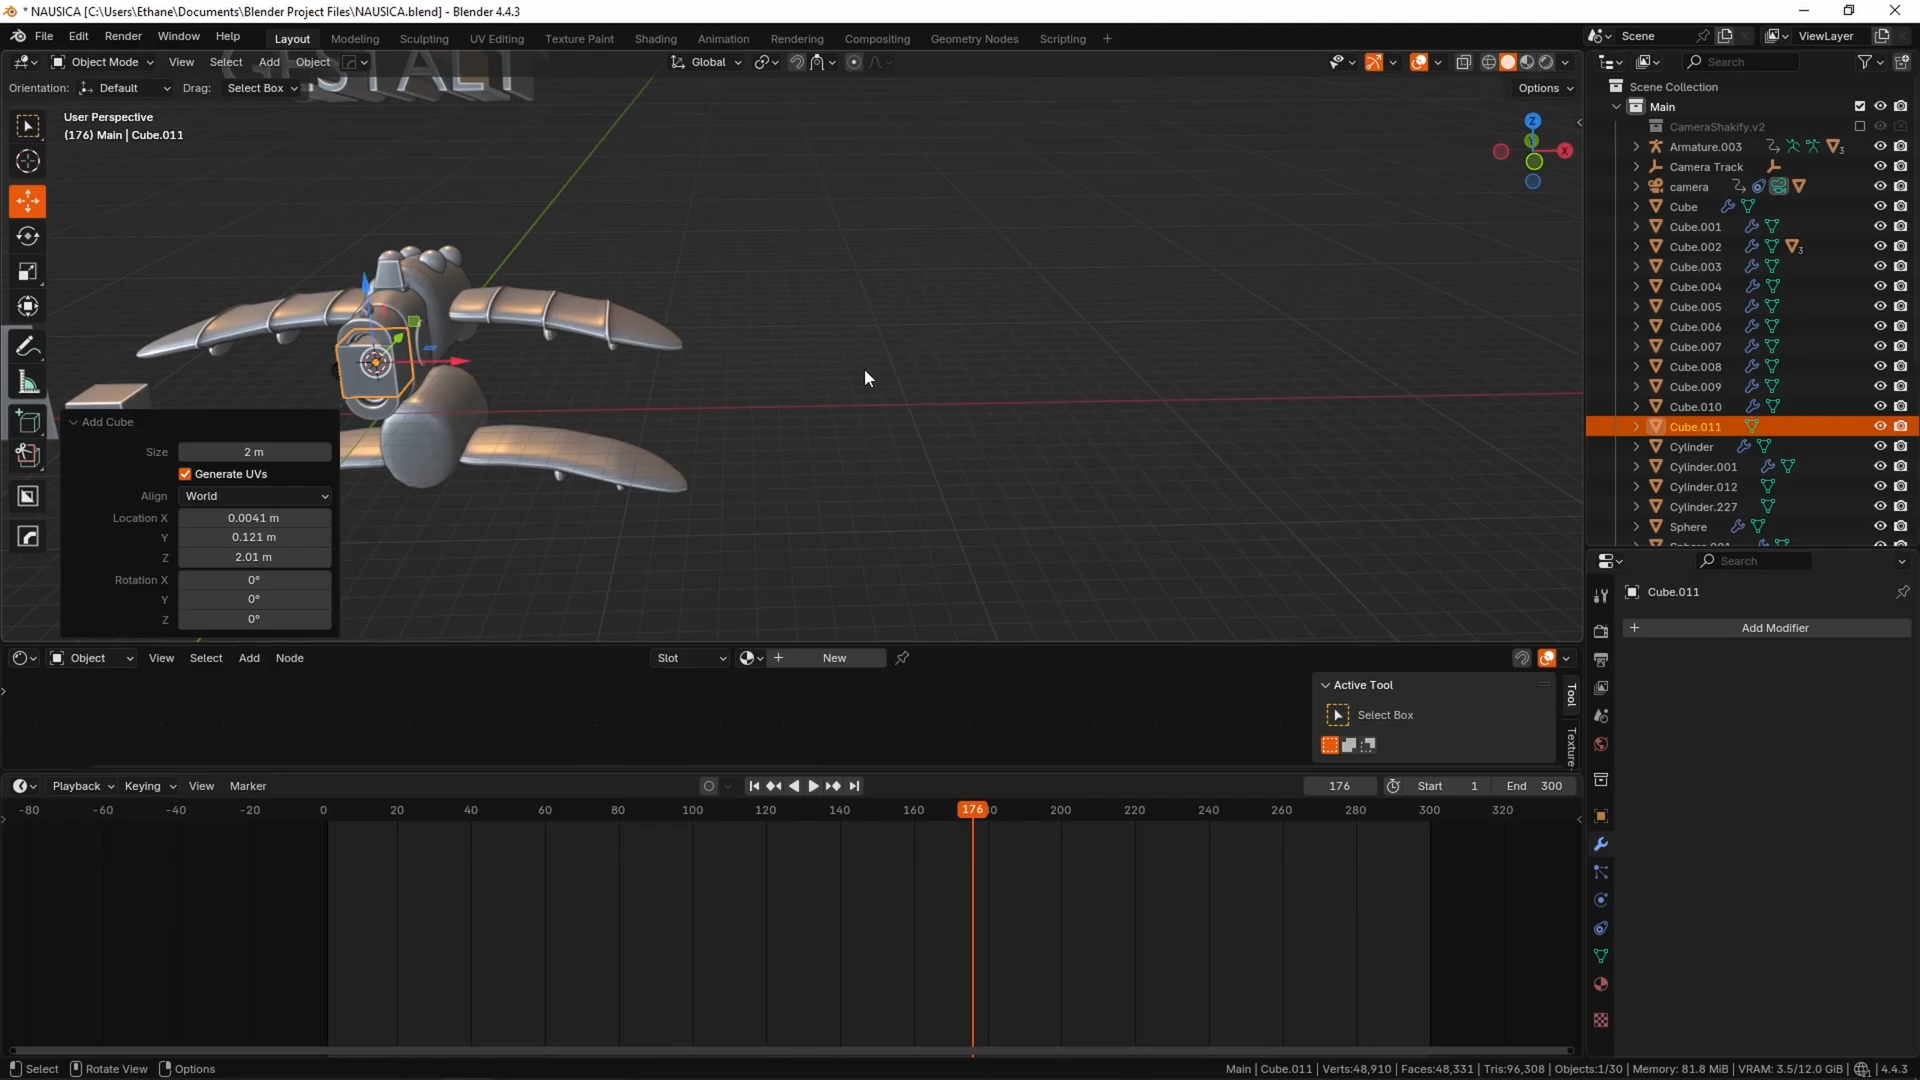 * NAUSICA [C:\Users\Ethane\Documents\Blender Project Files\NAUSICA.blend] - Blender 4.4.3
File Edit Render Window Help Layout Modeling Sculpting UV Editing Texture Paint Shading Animation Rendering Compositing Geometry Nodes Scripting + Scene ViewLayer
Object Mode View Select Add Object Global Search
Orientation: Default Drag: Select Box Options
GESTALT
User Perspective
(176) Main | Cube.011
Z
X
Add Cube
Size 2 m
Generate UVs
Align World
Location X 0.0041 m
Y 0.121 m
Z 2.01 m
Rotation X 0°
Y 0°
Z 0°
Scene Collection
Main
CameraShakify.v2
Armature.003 3
Camera Track
camera
Cube
Cube.001
Cube.002 3
Cube.003
Cube.004
Cube.005
Cube.006
Cube.007
Cube.008
Cube.009
Cube.010
Cube.011
Cylinder
Cylinder.001
Cylinder.012
Cylinder.227
Sphere
Search
Cube.011
+ Add Modifier
Object View Select Add Node Slot + New
Active Tool
Select Box
Tool
Texture
Playback Keying View Marker 176 Start 1 End 300
-80 -60 -40 -20 0 20 40 60 80 100 120 140 160 176 200 220 240 260 280 300 320
Select Rotate View Options Main | Cube.011 | Verts:48,910 | Faces:48,331 | Tris:96,308 | Objects:1/30 | Memory: 81.8 MiB | VRAM: 3.5/12.0 GiB | 4.4.3